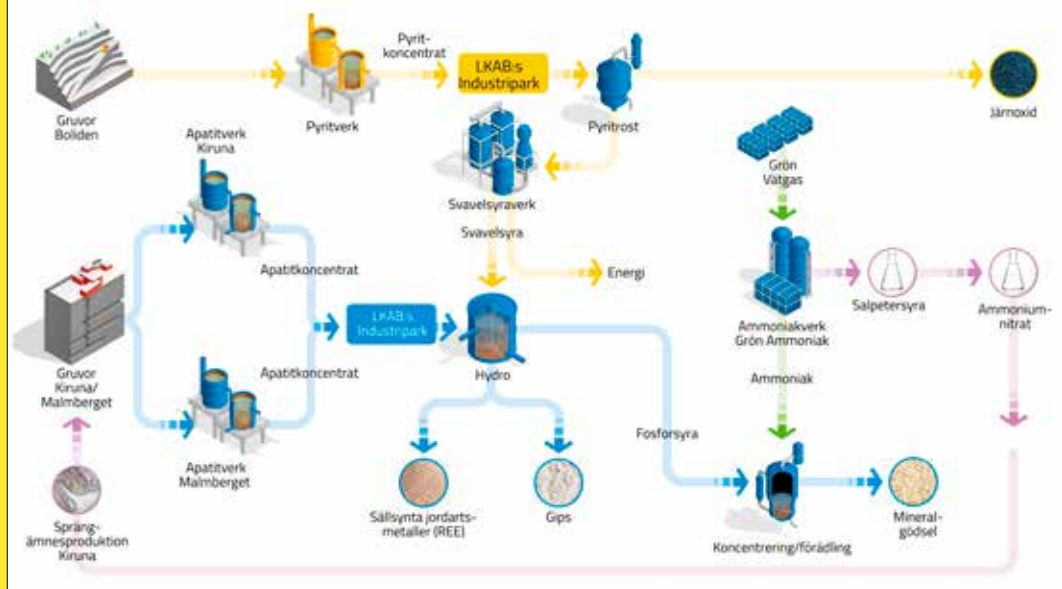 Pyrit-
koncentrat
LKAB:s
Industripark
Gruvor
Boliden
Pyritverk
Pyritrost
Järnoxid
Apatitverk
Kiruna
Grön
Vätgas
Svavelsyraverk
Svavelsyra
Apatitkoncentrat
Energi
Salpetersyra
Ammonium-
nitrat
LKAB:s
Industripark
Ammoniakverk
Grön Ammoniak
Gruvor
Kiruna/
Malmberget
Apatitkoncentrat
Hydro
Ammoniak
Fosforsyra
Apatitverk
Malmberget
Spräng-
ämnesproduktion
Kiruna
Sällsynta jordarts-
metaller (REE)
Gips
Koncentrering/förädling
Mineral-
gödsel